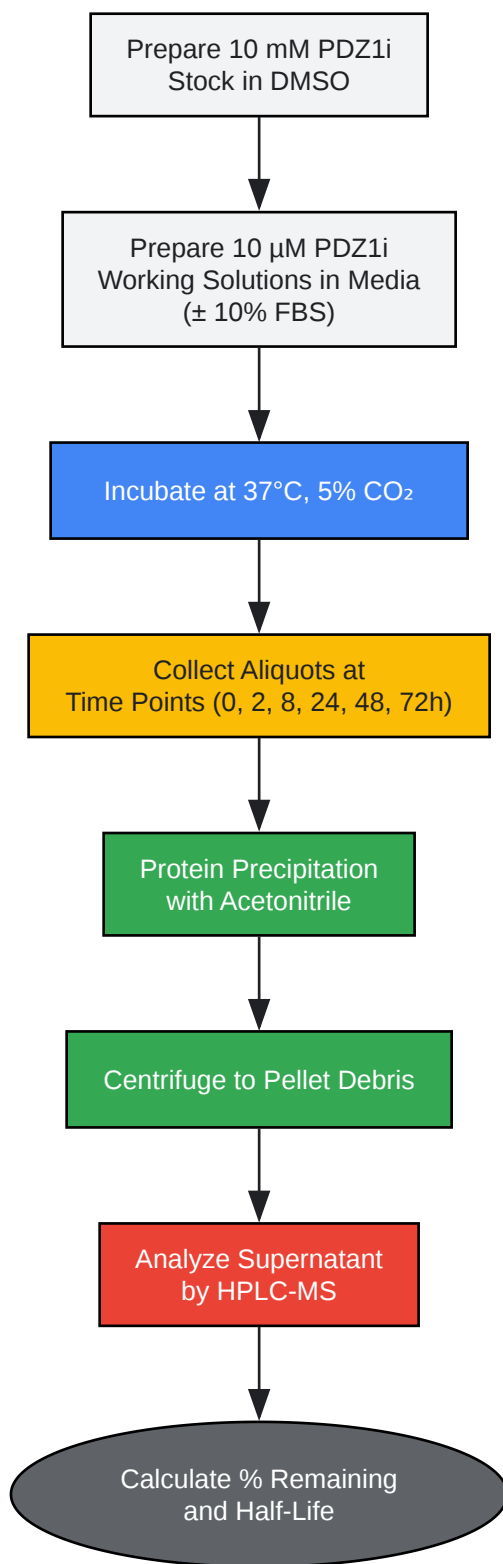 Prepare 10 mM PDZ1i
Stock in DMSO
Prepare 10 µM PDZ1i
Working Solutions in Media
(± 10% FBS)
Incubate at 37°C, 5% CO₂
Collect Aliquots at
Time Points (0, 2, 8, 24, 48, 72h)
Protein Precipitation
with Acetonitrile
Centrifuge to Pellet Debris
Analyze Supernatant
by HPLC-MS
Calculate % Remaining
and Half-Life